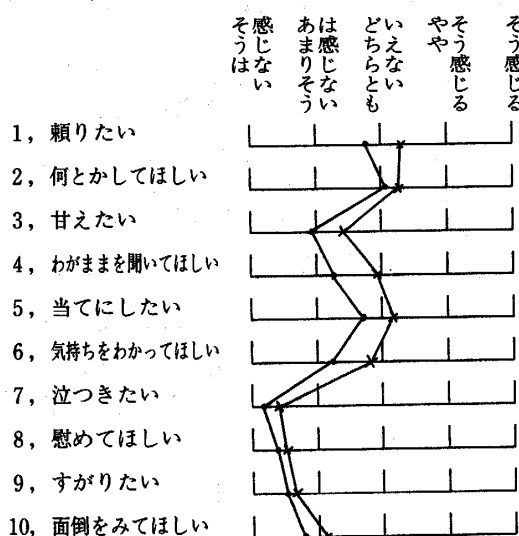 そうは
感じない
あまりそう
は感じない
どちらとも
いえない
やや
そう感じる
そう感じ
1, 頼りたい
2, 何とかしてほしい
3, 甘えたい
4, わがままを聞いてほしい
5, 当てにしたい
6, 気持ちをわかってほしい
7, 泣つきたい
8, 慰めてほしい
9, すがりたい
10, 面倒をみてほしい